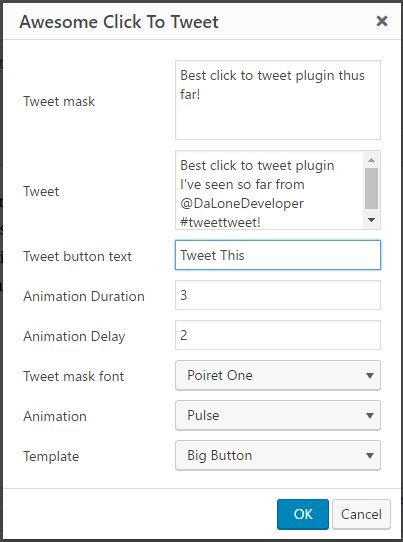 Awesome Click To Tweet
Tweet mask
Best click to tweet plugin thus
far!
Tweet
Best click to tweet plugin
I've seen so far from
@DaLoneDeveloper
#tweettweet!
Tweet button text
Tweet This
Animation Duration
3
Animation Delay
2
Tweet mask font
Poiret One
Animation
Pulse
Template
Big Button
OK
Cancel